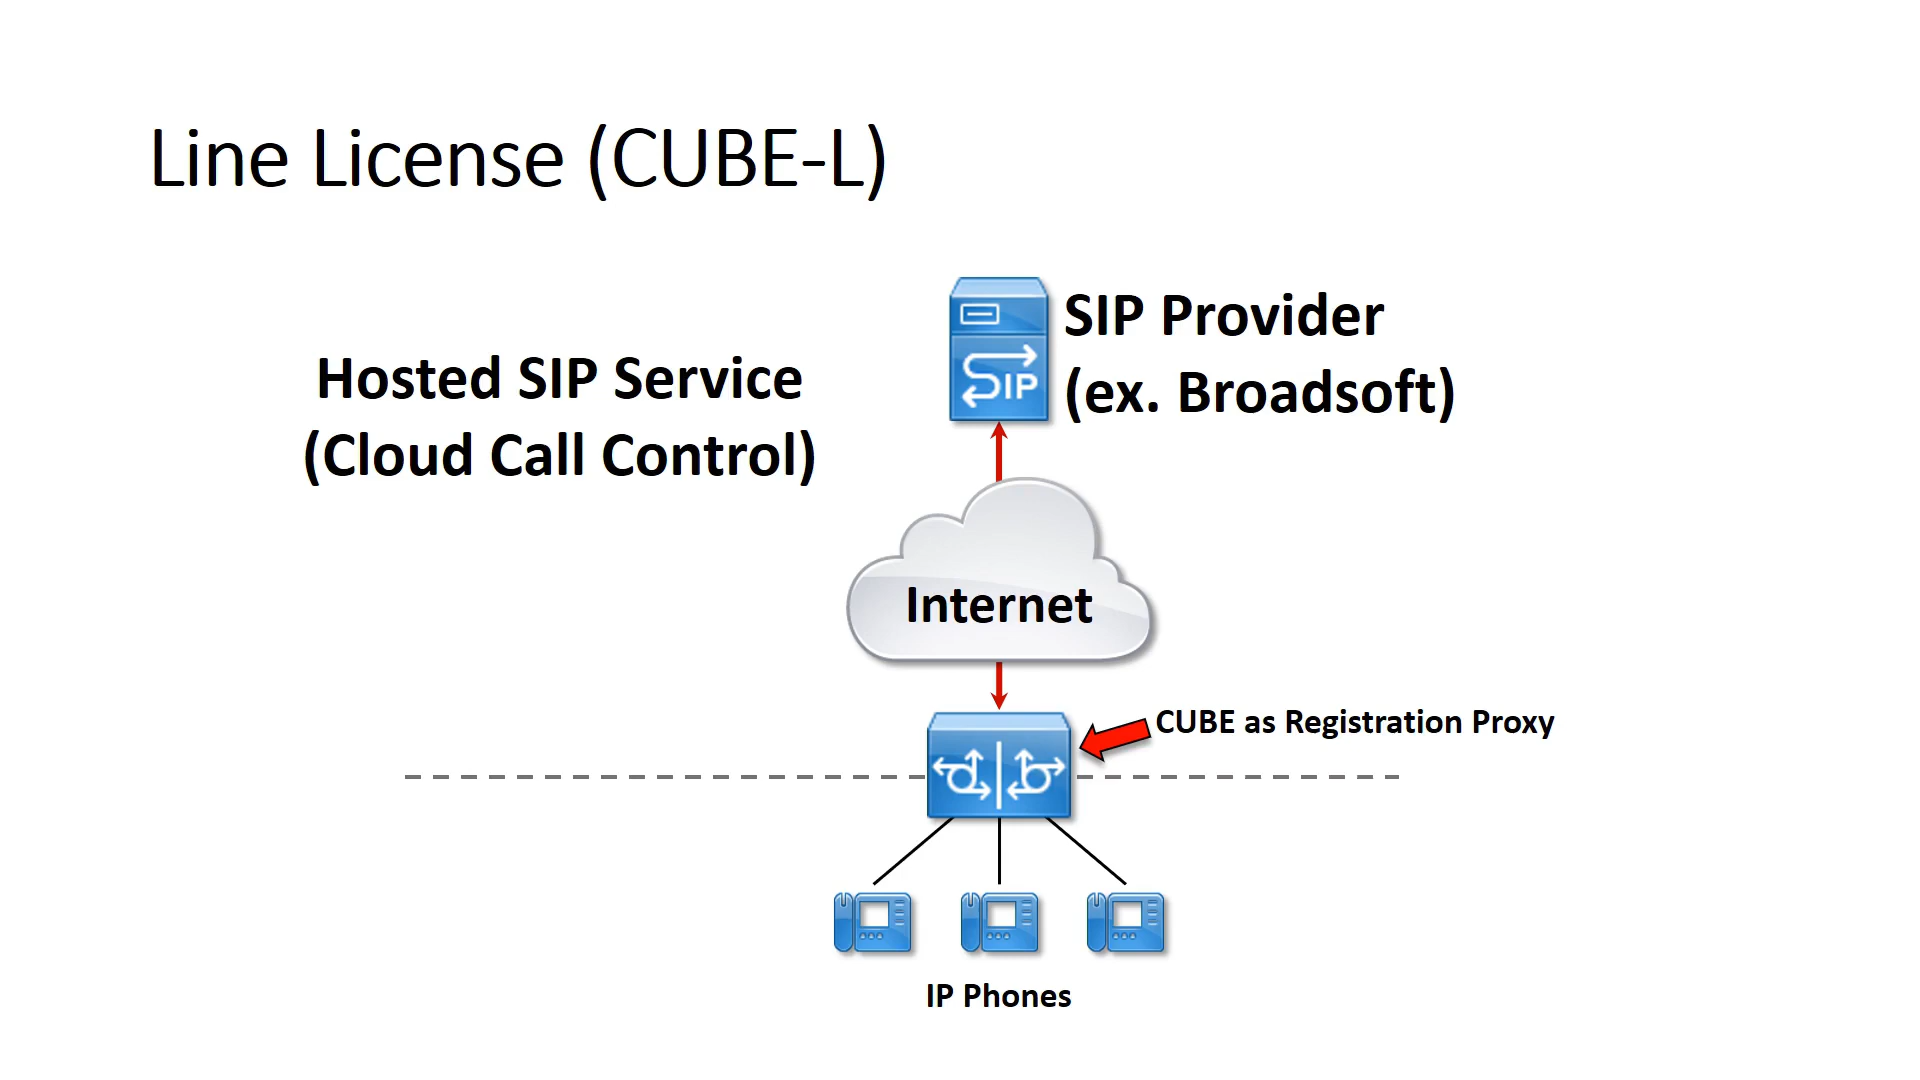 Line License (CUBE-L)
Hosted SIP Service
(Cloud Call Control)
SIP Provider
(ex. Broadsoft)
SIP
Internet
CUBE as Registration Proxy
IP Phones